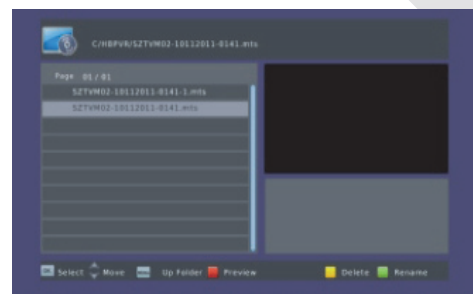 C/HBPVR/SZTVM02-10112011-0141.mts
Page 01/01
SZTVM02-10112011-0141-1.mts
SZTVM02-10112011-0141.mts
OK Select Move MENU Up Folder Preview Delete Rename